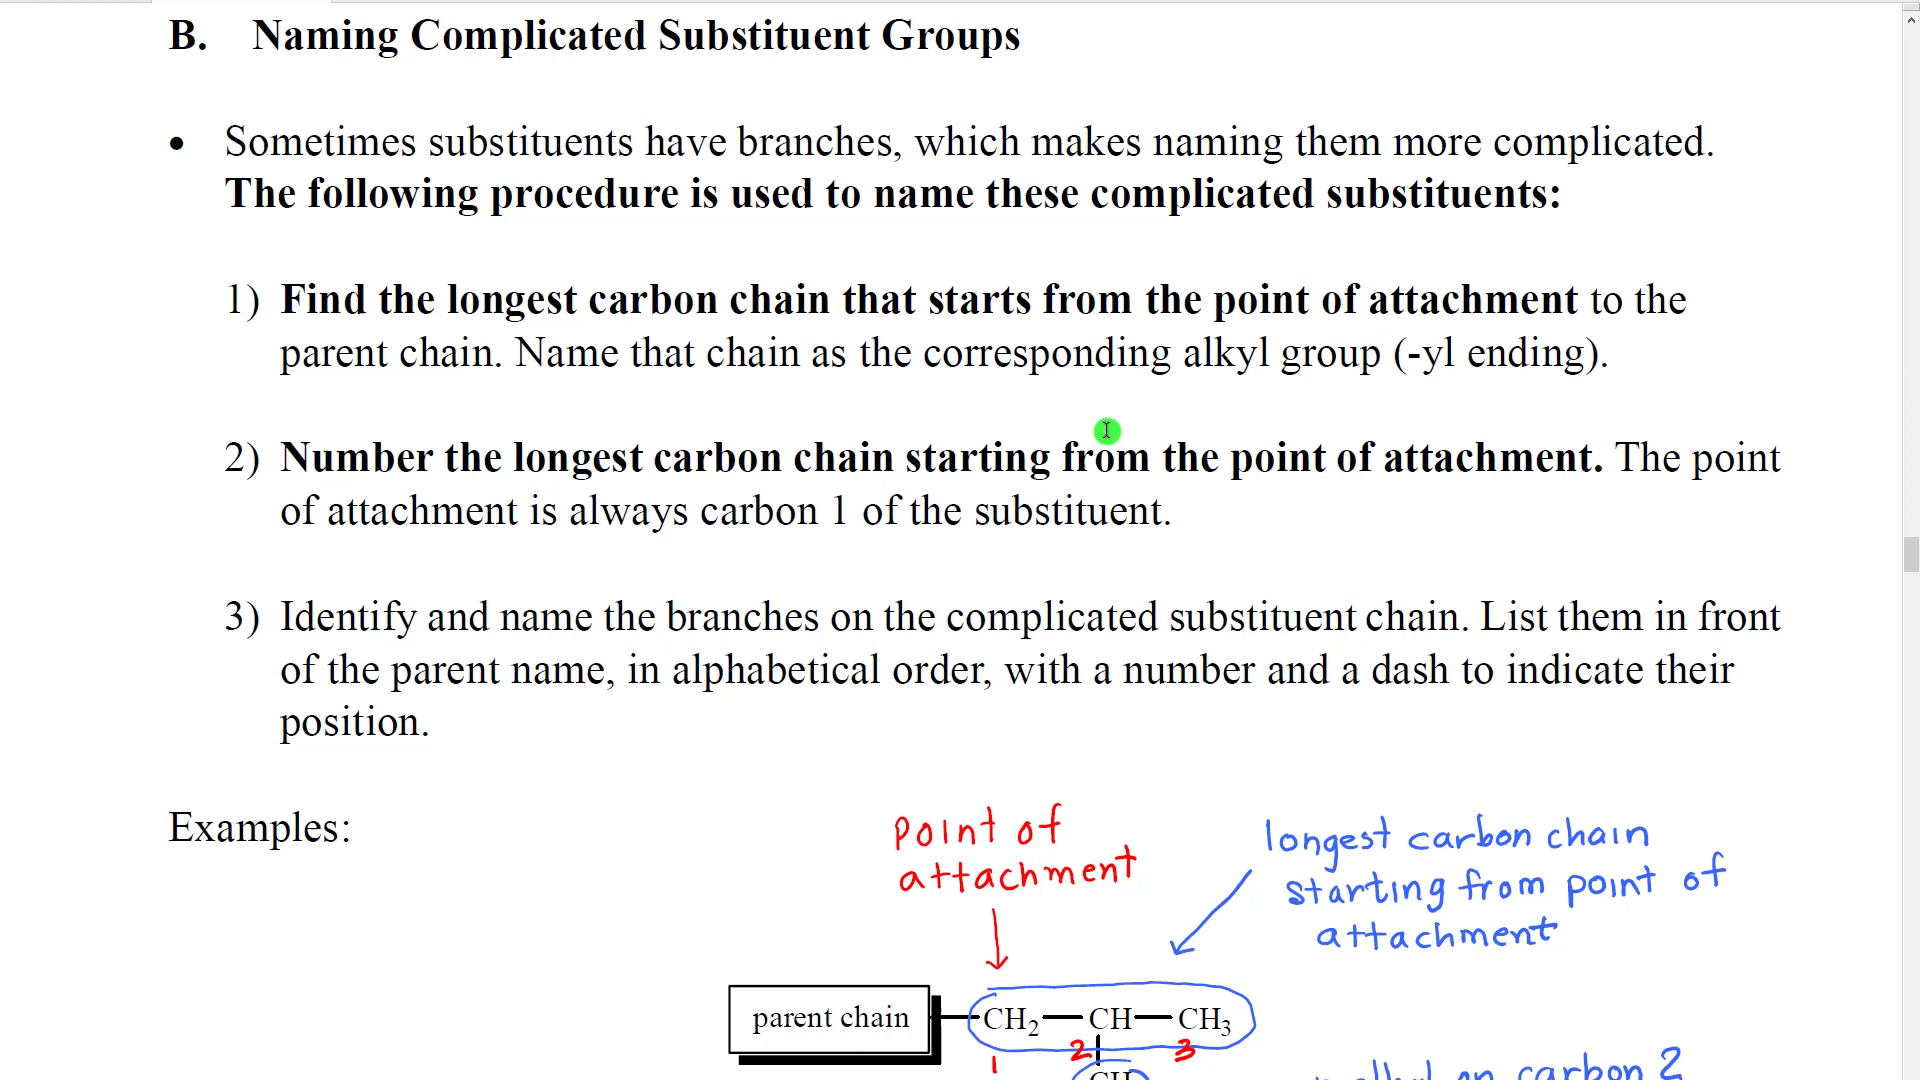 B. Naming Complicated Substituent Groups
• Sometimes substituents have branches, which makes naming them more complicated.
The following procedure is used to name these complicated substituents:
1) Find the longest carbon chain that starts from the point of attachment to the
parent chain. Name that chain as the corresponding alkyl group (-yl ending).
2) Number the longest carbon chain starting from the point of attachment. The point
of attachment is always carbon 1 of the substituent.
3) Identify and name the branches on the complicated substituent chain. List them in front
of the parent name, in alphabetical order, with a number and a dash to indicate their
position.
Examples:
Point of
attachment
longest carbon chain
starting from point of
attachment
parent chain CH₂ CH CH₃
1 2 3
on carbon 2